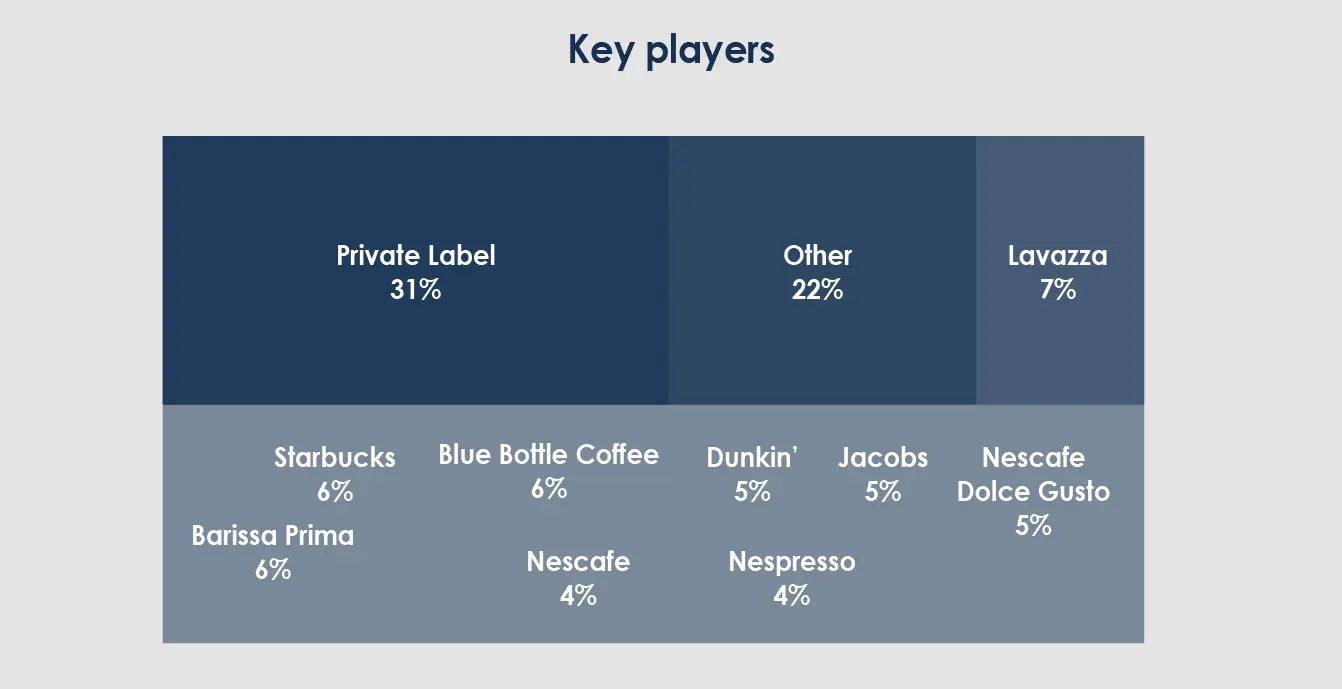 Key players
Private Label
31%
Other
22%
Lavazza
7%
Starbucks
6%
Blue Bottle Coffee
6%
Dunkin’
5%
Jacobs
5%
Nescafe
Dolce Gusto
5%
Barissa Prima
6%
Nescafe
4%
Nespresso
4%